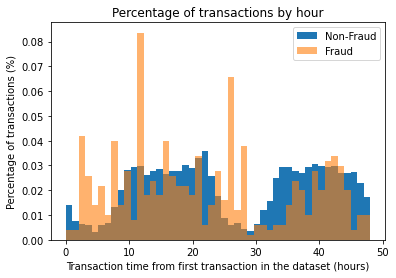 Percentage of transactions by hour
Non-Fraud
Fraud
Percentage of transactions (%)
0.08
0.07
0.06
0.05
0.04
0.03
0.02
0.01
0.00
0 10 20 30 40 50
Transaction time from first transaction in the dataset (hours)